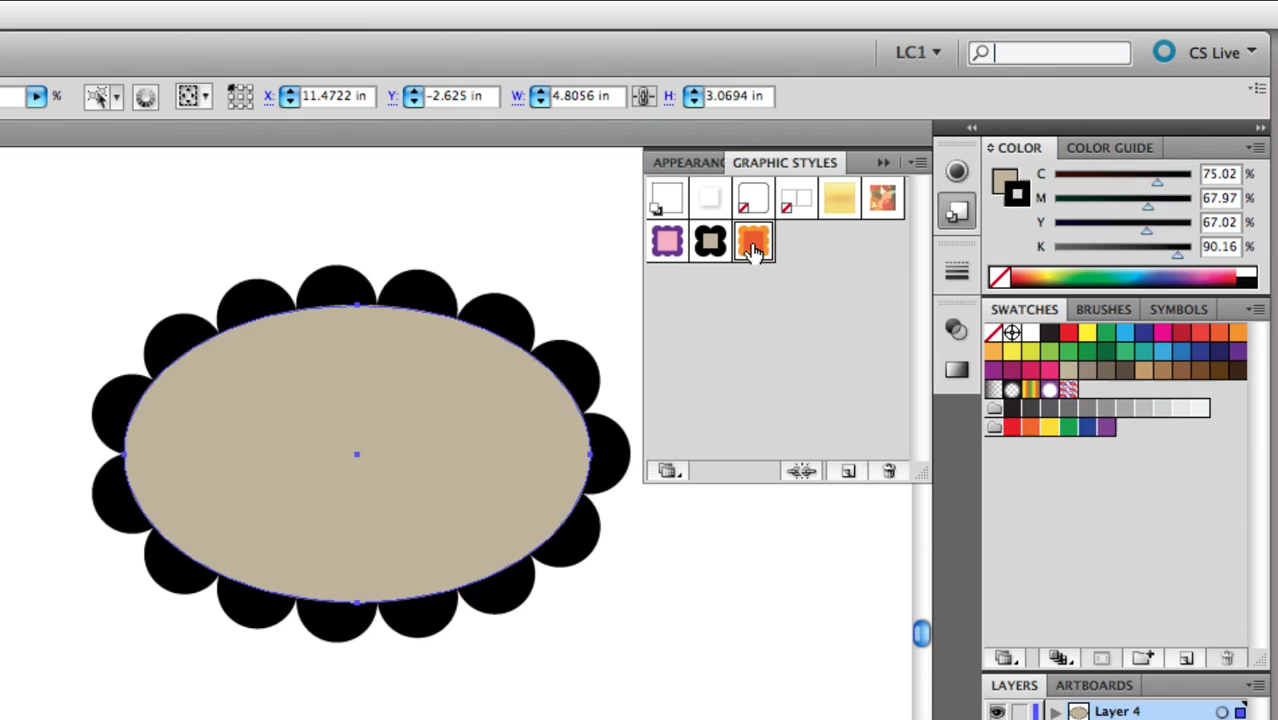 LC1
CS Live
%
X: 11.4722 in
Y: -2.625 in
W: 4.8056 in
H: 3.0694 in
APPEARANC
GRAPHIC STYLES
COLOR
COLOR GUIDE
C 75.02 %
M 67.97 %
Y 67.02 %
K 90.16 %
SWATCHES
BRUSHES
SYMBOLS
LAYERS
ARTBOARDS
Layer 4